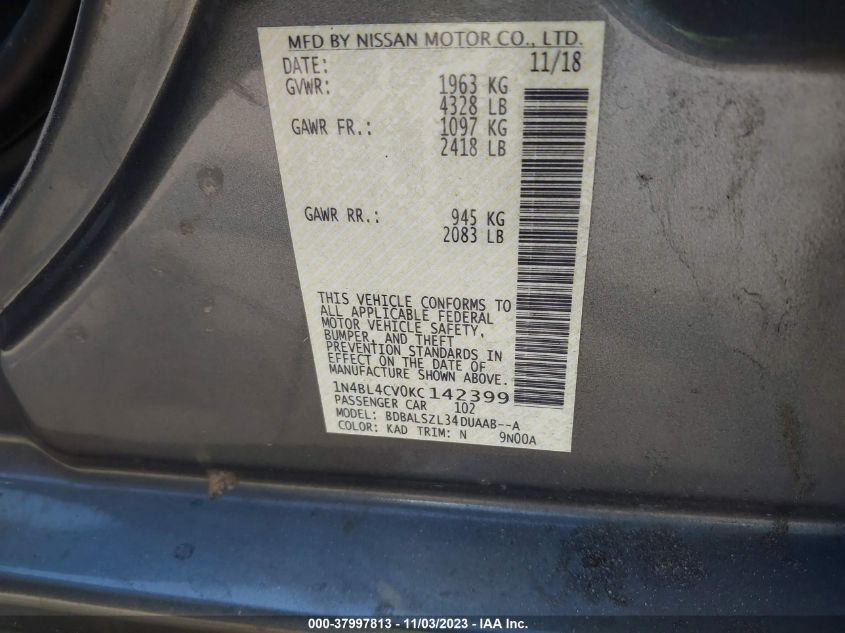 MFD BY NISSAN MOTOR CO., LTD.
DATE: 11/18
GVWR: 1963 KG
4328 LB
GAWR FR.: 1097 KG
2418 LB
GAWR RR.: 945 KG
2083 LB
THIS VEHICLE CONFORMS TO
ALL APPLICABLE FEDERAL
MOTOR VEHICLE SAFETY,
BUMPER, AND THEFT
PREVENTION STANDARDS IN
EFFECT ON THE DATE OF
MANUFACTURE SHOWN ABOVE.
1N4BL4CV0KC142399
PASSENGER CAR 102
MODEL: BDBALSZL34DUAAB--A
COLOR: KAD TRIM: N 9N00A
000-37997813 - 11/03/2023 - IAAI.COM